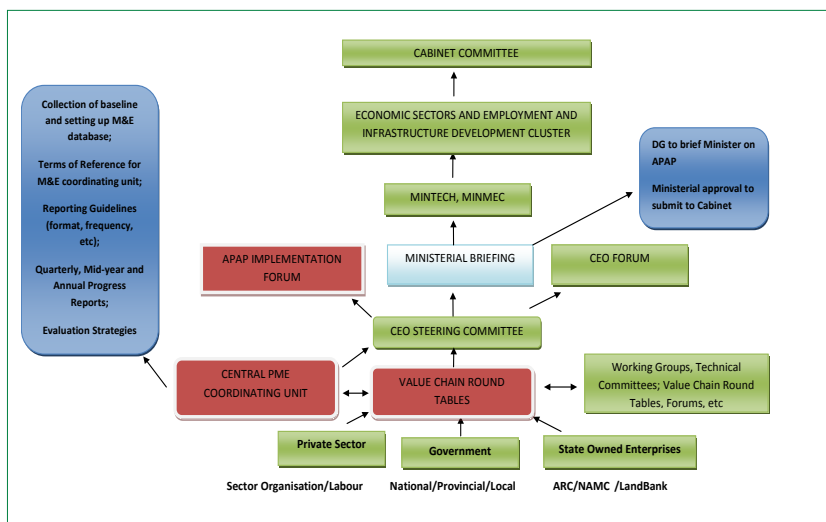 CABINET COMMITTEE
ECONOMIC SECTORS AND EMPLOYMENT AND
INFRASTRUCTURE DEVELOPMENT CLUSTER
MINTECH, MINMEC
MINISTERIAL BRIEFING
DG to brief Minister on
APAP
Ministerial approval to
submit to Cabinet
APAP IMPLEMENTATION
FORUM
CEO FORUM
CEO STEERING COMMITTEE
Collection of baseline
and setting up M&E
database;
Terms of Reference for
M&E coordinating unit;
Reporting Guidelines
(format, frequency,
etc);
Quarterly, Mid-year and
Annual Progress
Reports;
Evaluation Strategies
CENTRAL PME
COORDINATING UNIT
VALUE CHAIN ROUND
TABLES
Working Groups, Technical
Committees; Value Chain Round
Tables, Forums, etc
Private Sector
Government
State Owned Enterprises
Sector Organisation/Labour
National/Provincial/Local
ARC/NAMC /LandBank